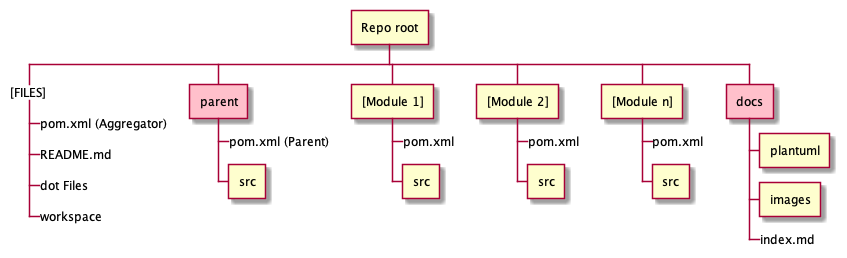 Repo root
[FILES]
parent
[Module 1]
[Module 2]
[Module n]
docs
pom.xml (Aggregator)
pom.xml (Parent)
pom.xml
pom.xml
pom.xml
plantuml
README.md
src
src
src
src
dot Files
images
workspace
index.md